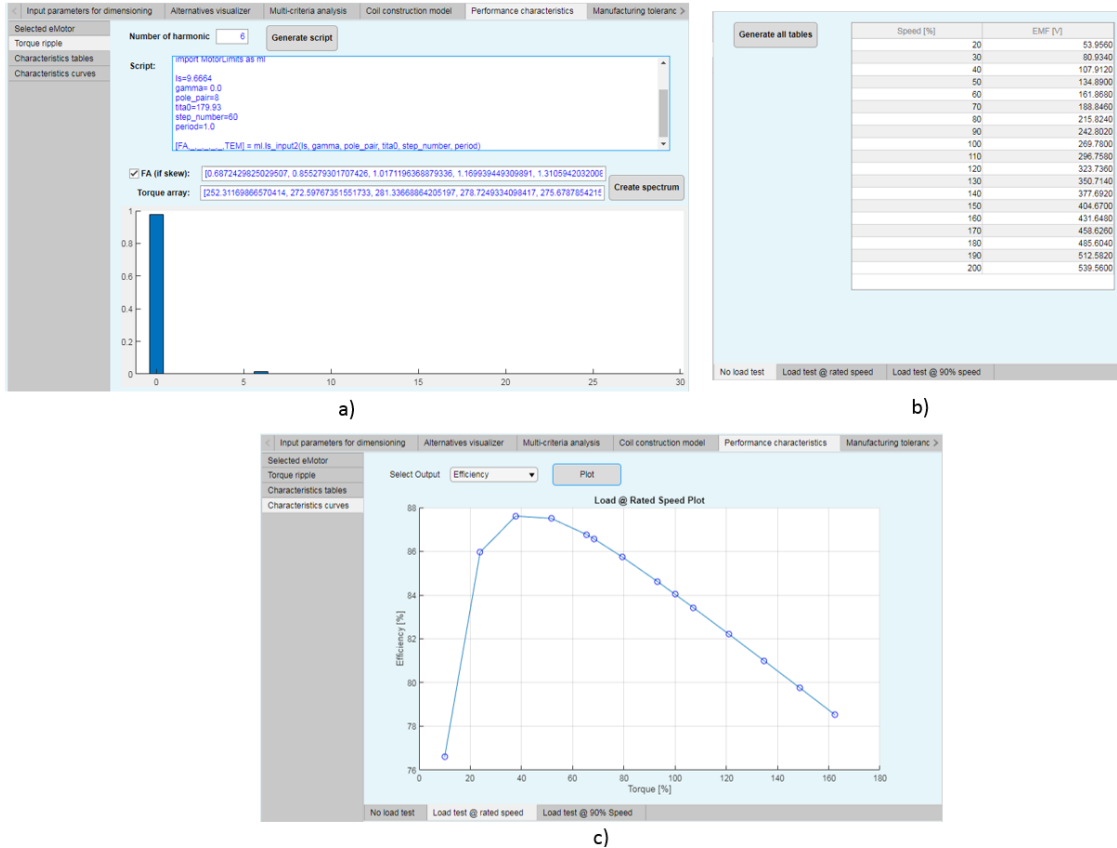 Input parameters for dimensioning Alternatives visualizer Multi-criteria analysis Coil construction model Performance characteristics Manufacturing toleranc
Selected eMotor
Torque ripple
Characteristics tables
Characteristics curves
Number of harmonic 6 Generate script
Script:
import MotorLimits as ml
Is=9.6664
gamma= 0.0
pole_pair=8
tita0=179.93
step_number=60
period=1.0
[FA,_,_,_,_,_,TEM] = ml.Is_input2(Is, gamma, pole_pair, tita0, step_number, period)
FA (if skew): [0.6872429825029507, 0.855279301707426, 1.0171196368879336, 1.169939449309891, 1.3105942032008
Torque array: [252.31169866570414, 272.59767351551733, 281.33668864205197, 278.7249334098417, 275.6787854215
Create spectrum
1
0.8
0.6
0.4
0.2
0
0 5 10 15 20 25 30
a)
Generate all tables
Speed [%] EMF [V]
20 53.9560
30 80.9340
40 107.9120
50 134.8900
60 161.8680
70 188.8460
80 215.8240
90 242.8020
100 269.7800
110 296.7580
120 323.7360
130 350.7140
140 377.6920
150 404.6700
160 431.6480
170 458.6260
180 485.6040
190 512.5820
200 539.5600
No load test Load test @ rated speed Load test @ 90% speed
b)
Input parameters for dimensioning Alternatives visualizer Multi-criteria analysis Coil construction model Performance characteristics Manufacturing toleranc
Selected eMotor
Torque ripple
Characteristics tables
Characteristics curves
Select Output Efficiency Plot
Load @ Rated Speed Plot
88
86
84
82
80
78
76
Efficiency [%]
0 20 40 60 80 100 120 140 160 180
Torque [%]
No load test Load test @ rated speed Load test @ 90% Speed
c)